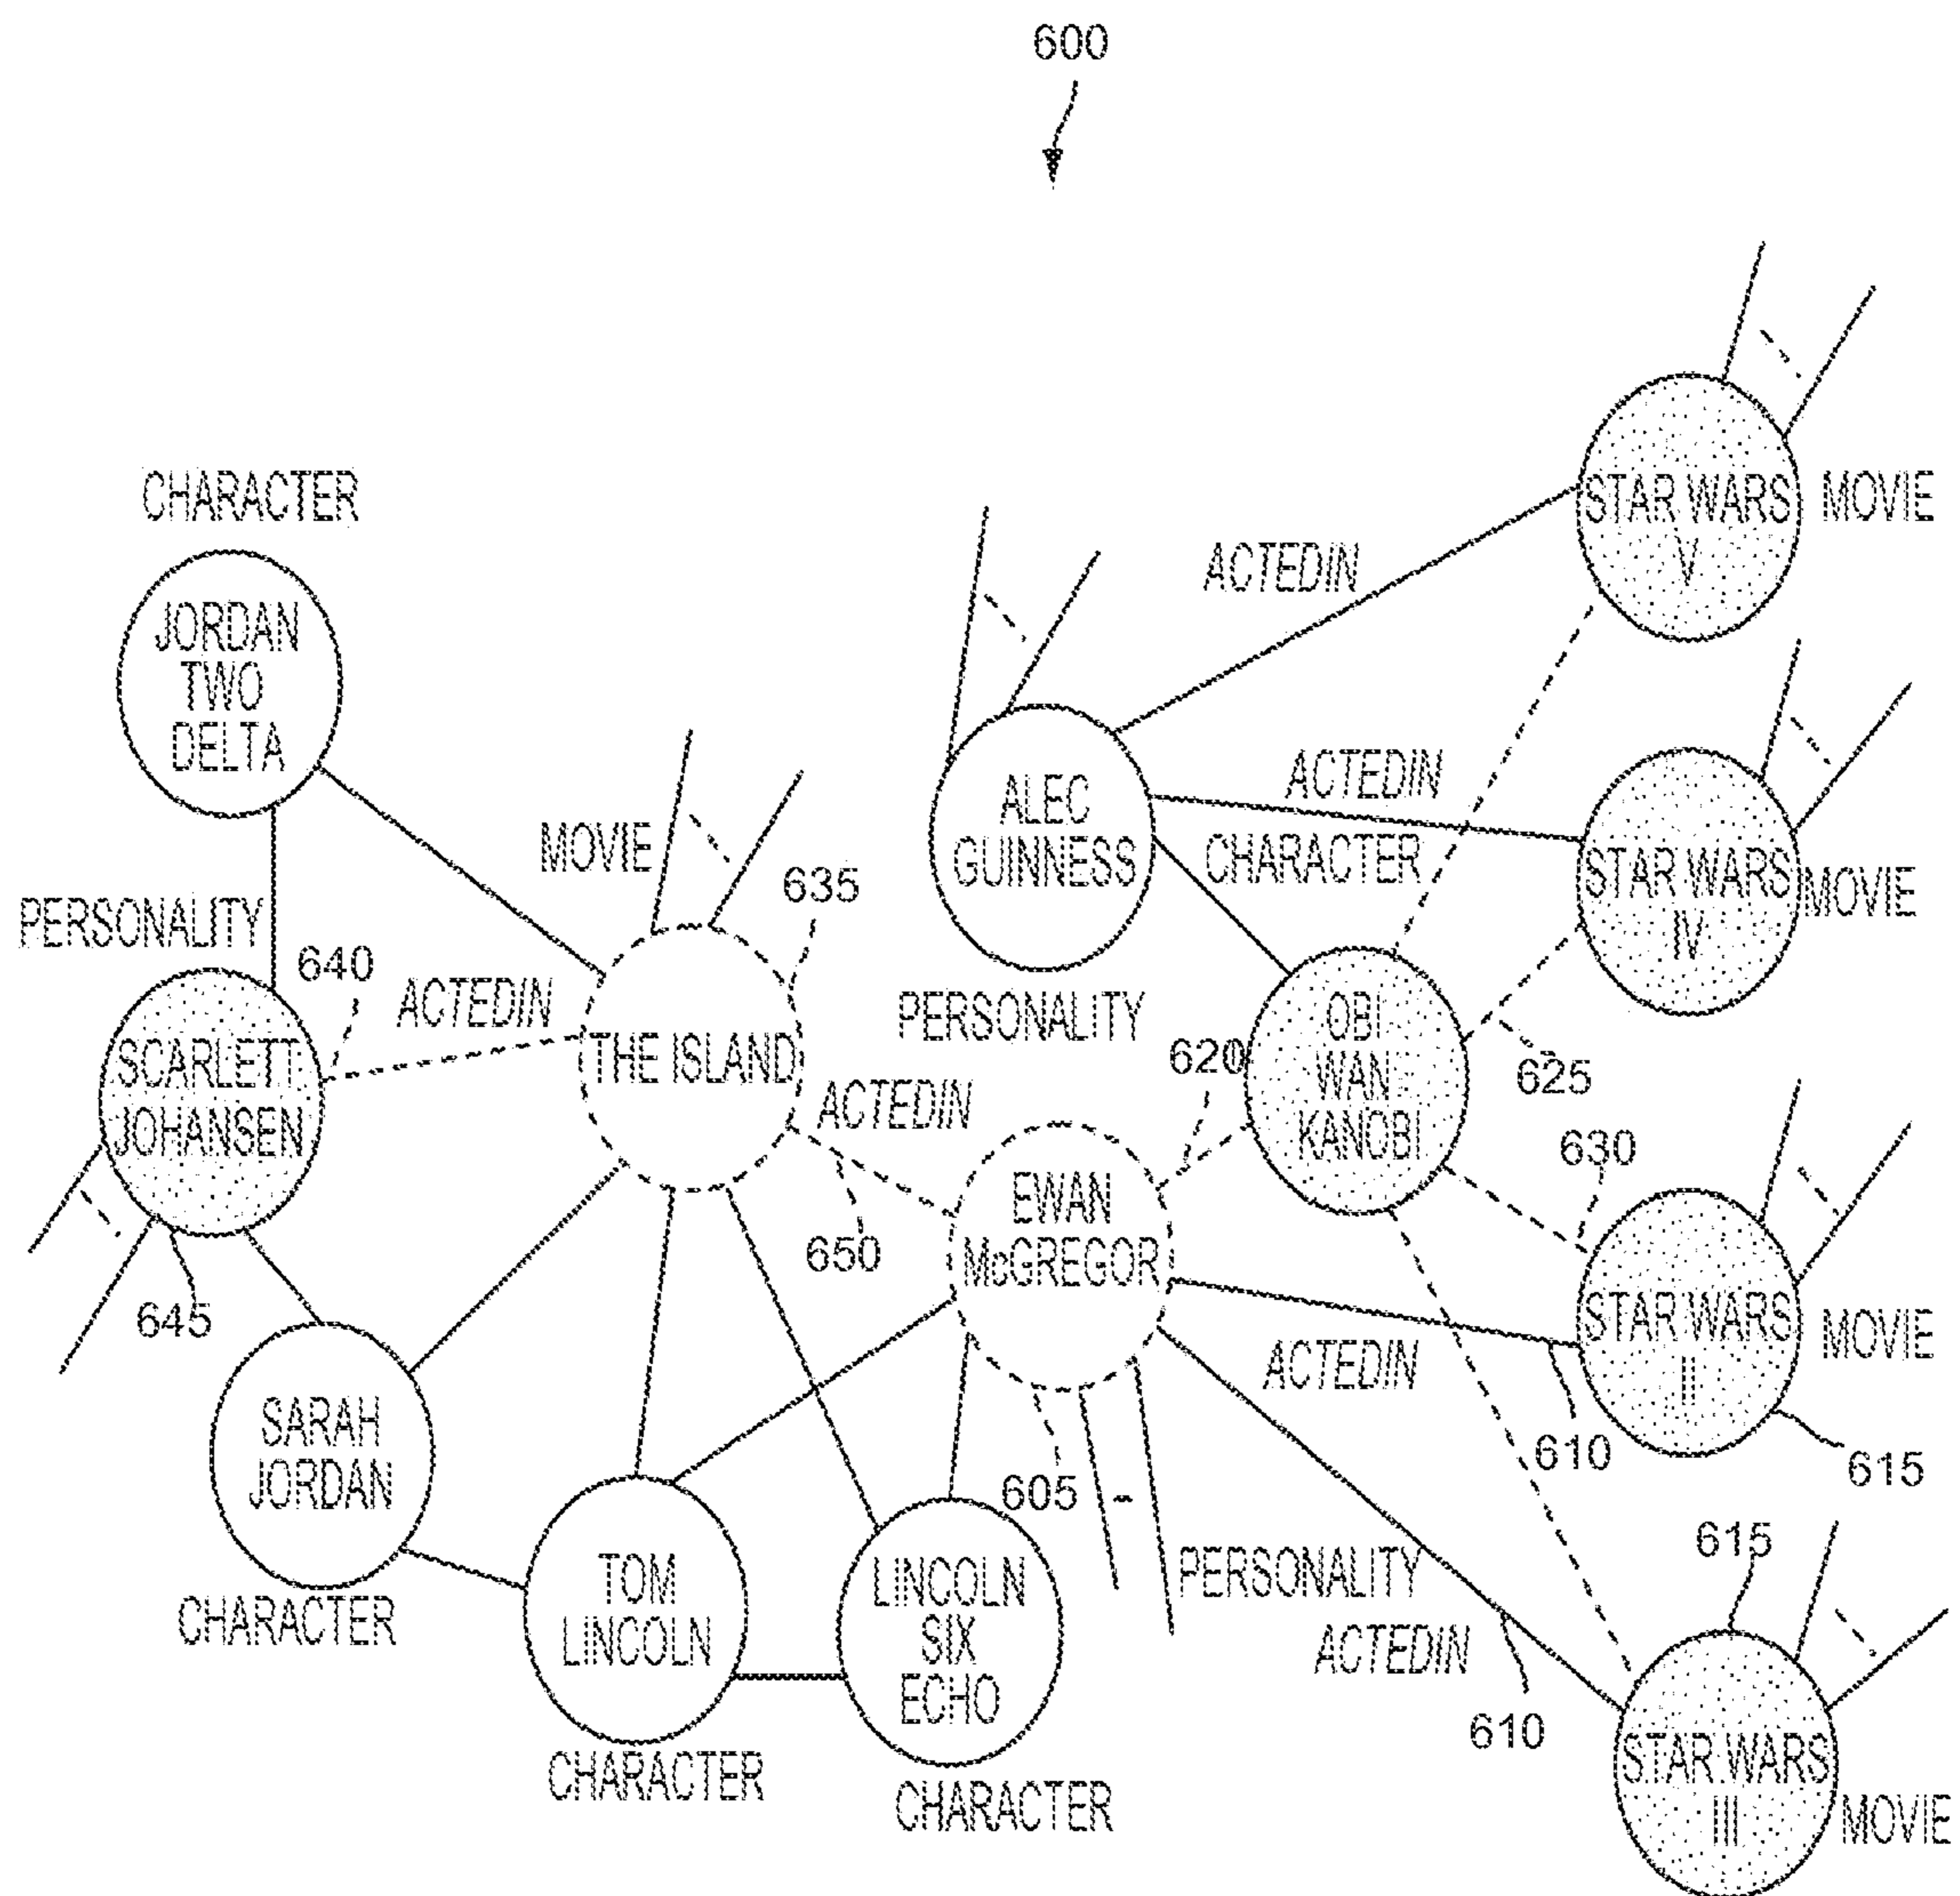 600
CHARACTER
JORDAN
TWO
DELTA
PERSONALITY
640
ACTEDIN
SCARLETT
JOHANSEN
645
MOVIE
635
THE ISLAND
ACTEDIN
650
SARAH
JORDAN
CHARACTER
TOM
LINCOLN
CHARACTER
LINCOLN
SIX
ECHO
CHARACTER
ALEC
GUINNESS
PERSONALITY
ACTEDIN
ACTEDIN
CHARACTER
620
OBI
WAN
KANOBI
625
630
EWAN
McGREGOR
605
PERSONALITY
ACTEDIN
610
ACTEDIN
610
STAR WARS
V
MOVIE
STAR WARS
IV
MOVIE
STAR WARS
II
MOVIE
615
615
STAR WARS
III
MOVIE